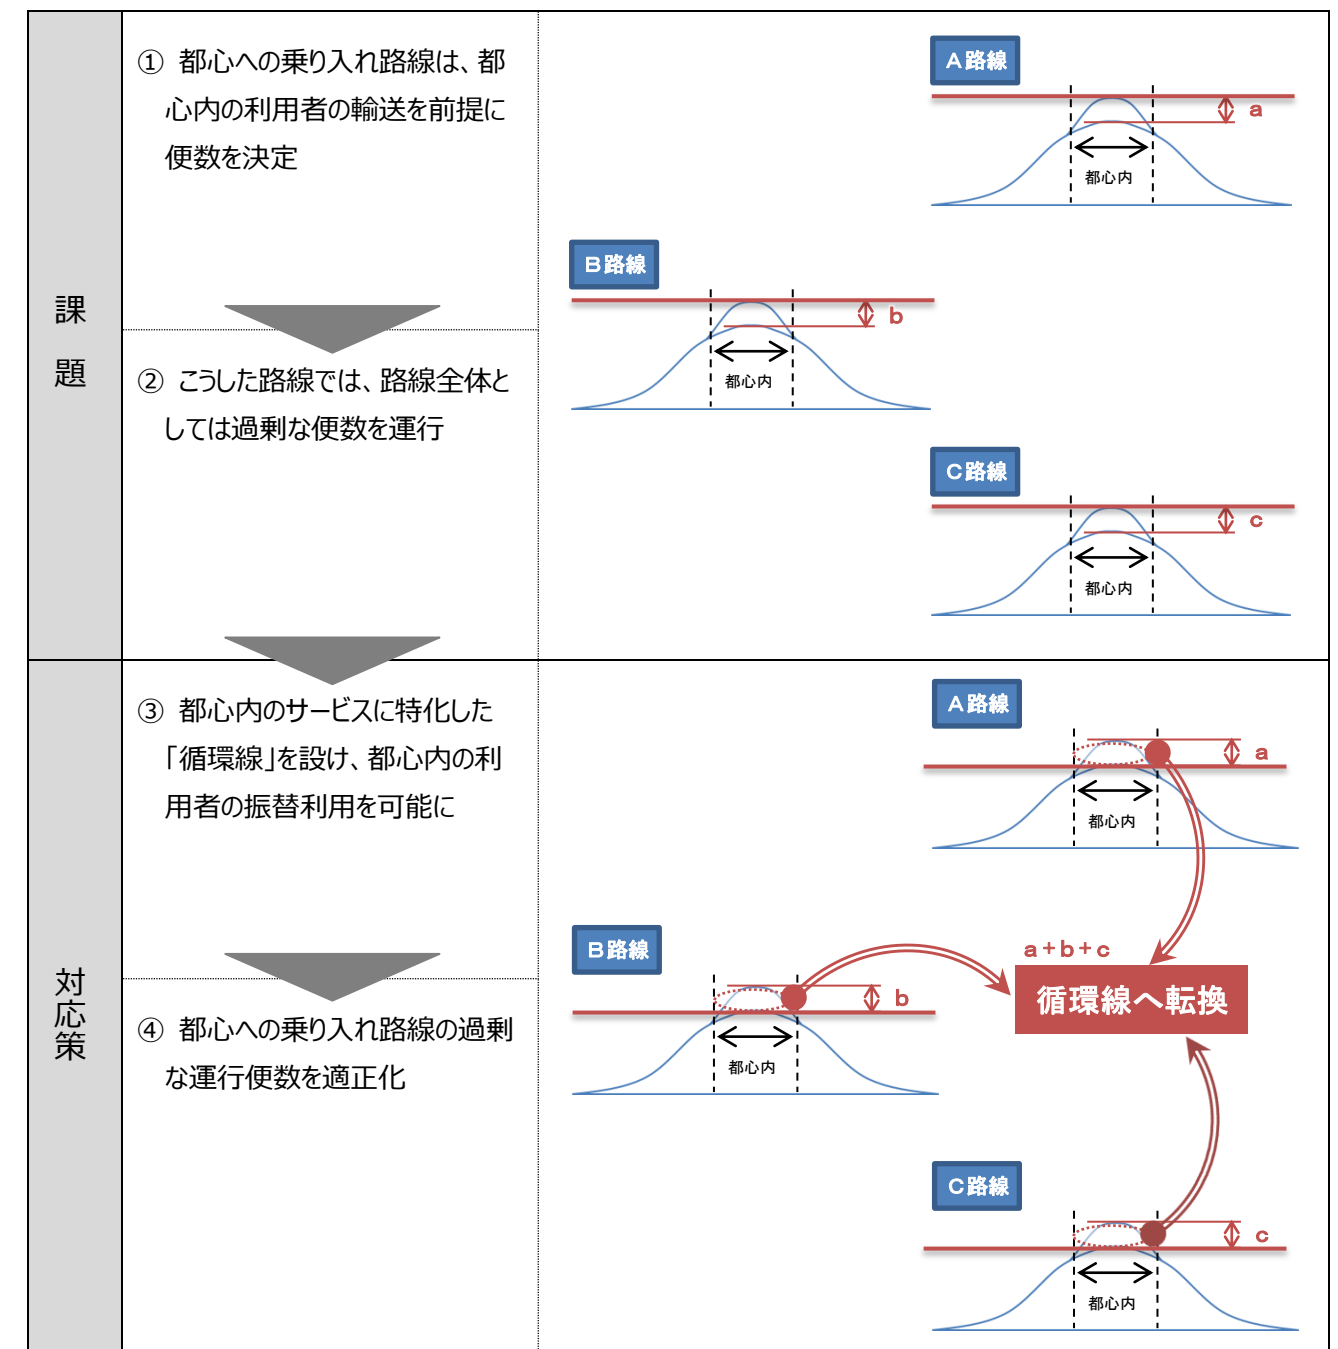 課題
① 都心への乗り入れ路線は、都
心内の利用者の輸送を前提に
便数を決定
② こうした路線では、路線全体と
しては過剰な便数を運行
A路線
a
都心内
B路線
b
都心内
C路線
c
都心内
対応策
③ 都心内のサービスに特化した
「循環線」を設け、都心内の利
用者の振替利用を可能に
④ 都心への乗り入れ路線の過剰
な運行便数を適正化
A路線
a
都心内
B路線
b
都心内
a+b+c
循環線へ転換
C路線
c
都心内